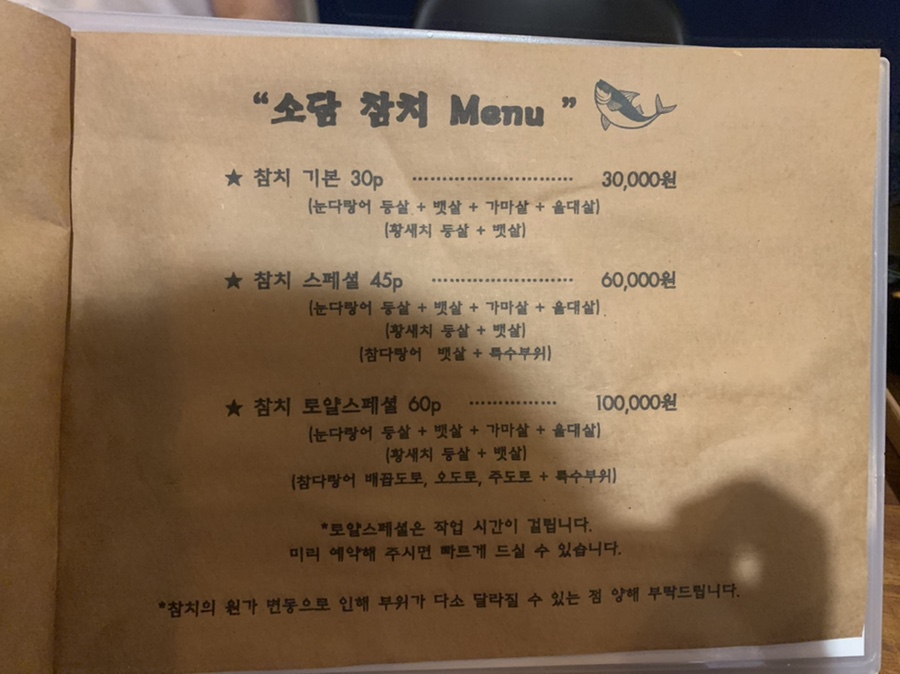 “소담 참치 Menu ”
★ 참치 기본 30p ............................ 30,000원
(눈다랑어 등살 + 뱃살 + 가마살 + 울대살)
(황새치 등살 + 뱃살)
★ 참치 스페셜 45p ......................... 60,000원
(눈다랑어 등살 + 뱃살 + 가마살 + 울대살)
(황세치 등살 + 뱃살)
(참다랑어 뱃살 + 특수부위)
★ 참치 로얄스페셜 60p ............... 100,000원
(눈다랑어 등살 + 뱃살 + 가마살 + 울대살)
(황세치 등살 + 뱃살)
(참다랑어 배꼽도로, 오도로, 주도로 + 특수부위)
*로얄스페셜은 작업 시간이 걸립니다.
미리 예약해 주시면 빠르게 드실 수 있습니다.
*참치의 원가 변동으로 인해 부위가 다소 달라질 수 있는 점 양해 부탁드립니다.